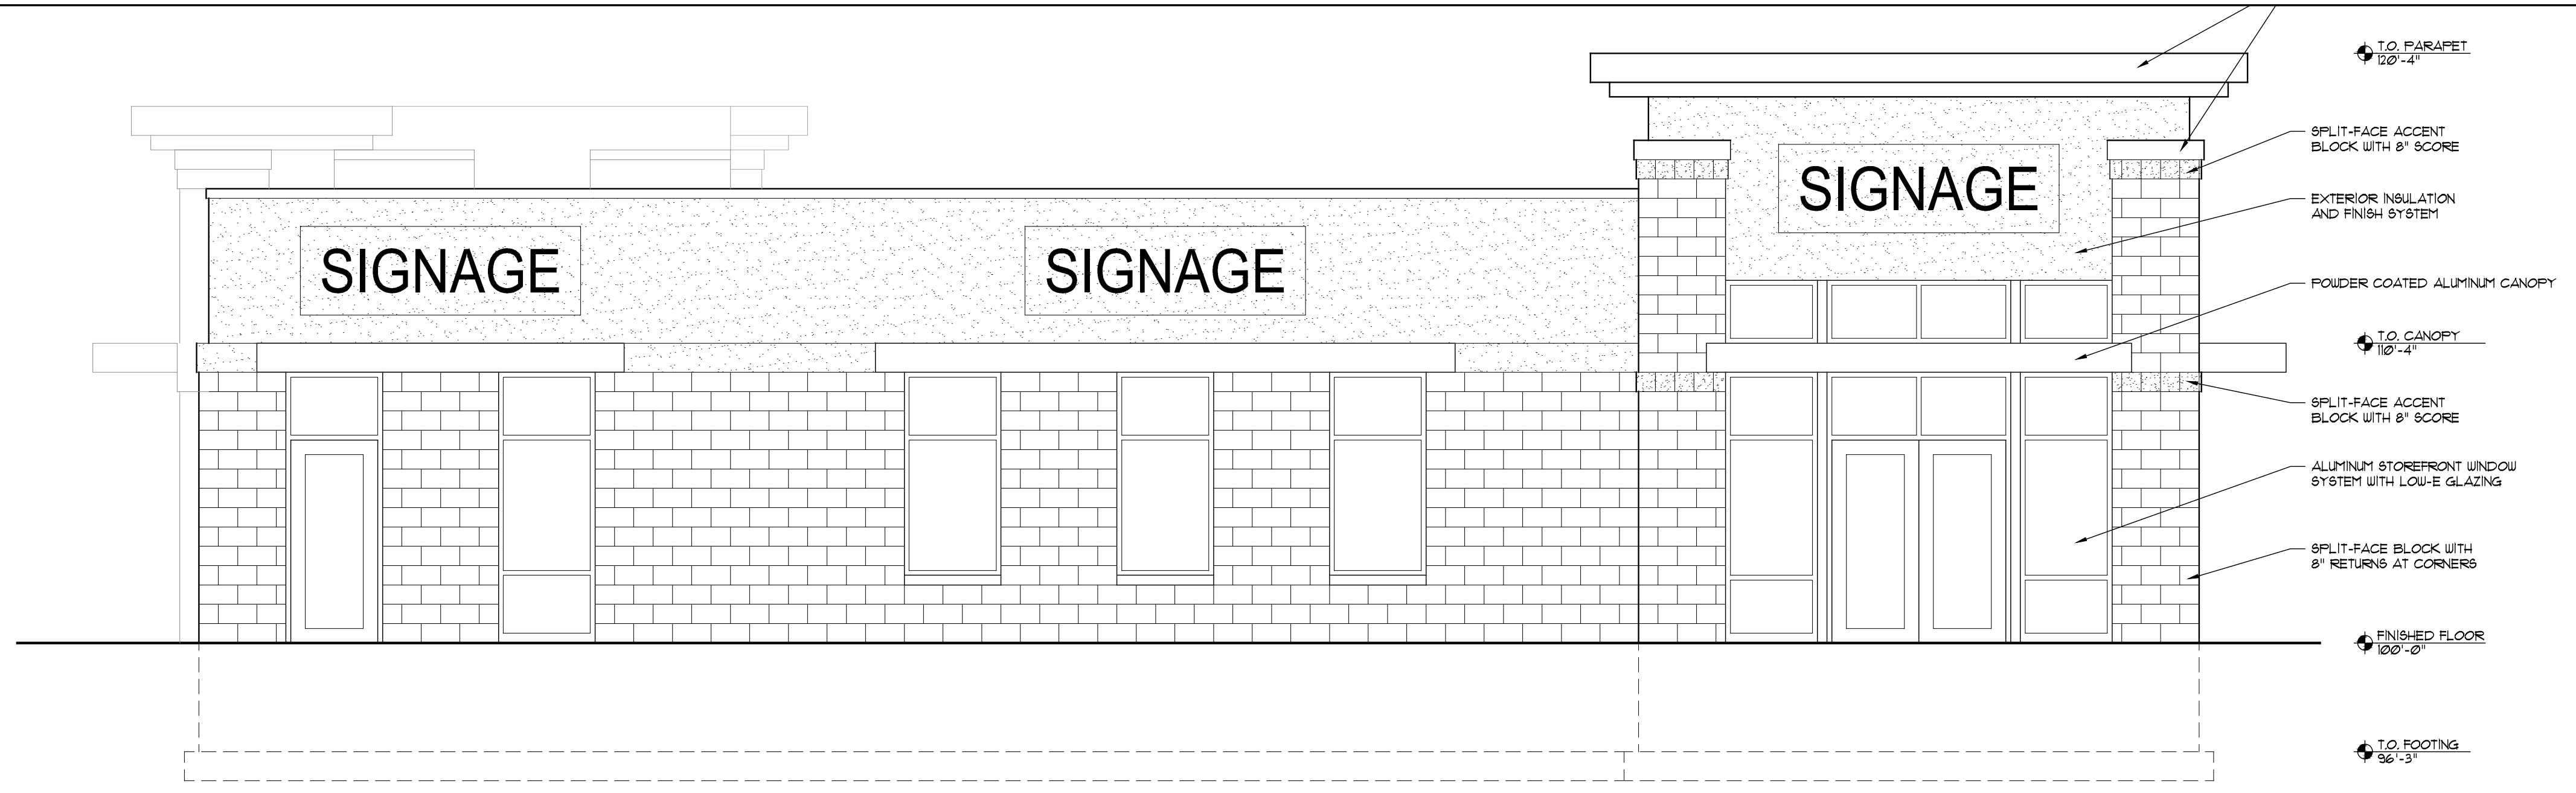 T.O. PARAPET
120'-4"
SPLIT-FACE ACCENT
BLOCK WITH 8" SCORE
SIGNAGE
EXTERIOR INSULATION
AND FINISH SYSTEM
SIGNAGE
SIGNAGE
POWDER COATED ALUMINUM CANOPY
T.O. CANOPY
110'-4"
SPLIT-FACE ACCENT
BLOCK WITH 8" SCORE
ALUMINUM STOREFRONT WINDOW
SYSTEM WITH LOW-E GLAZING
SPLIT-FACE BLOCK WITH
8" RETURNS AT CORNERS
FINISHED FLOOR
100'-0"
T.O. FOOTING
96'-3"